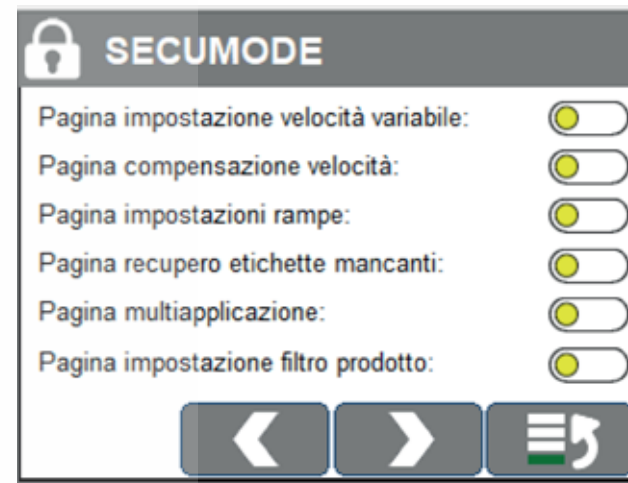 SECUMODE
Pagina impostazione velocità variabile:
Pagina compensazione velocità:
Pagina impostazioni rampe:
Pagina recupero etichette mancanti:
Pagina multiapplicazione:
Pagina impostazione filtro prodotto: